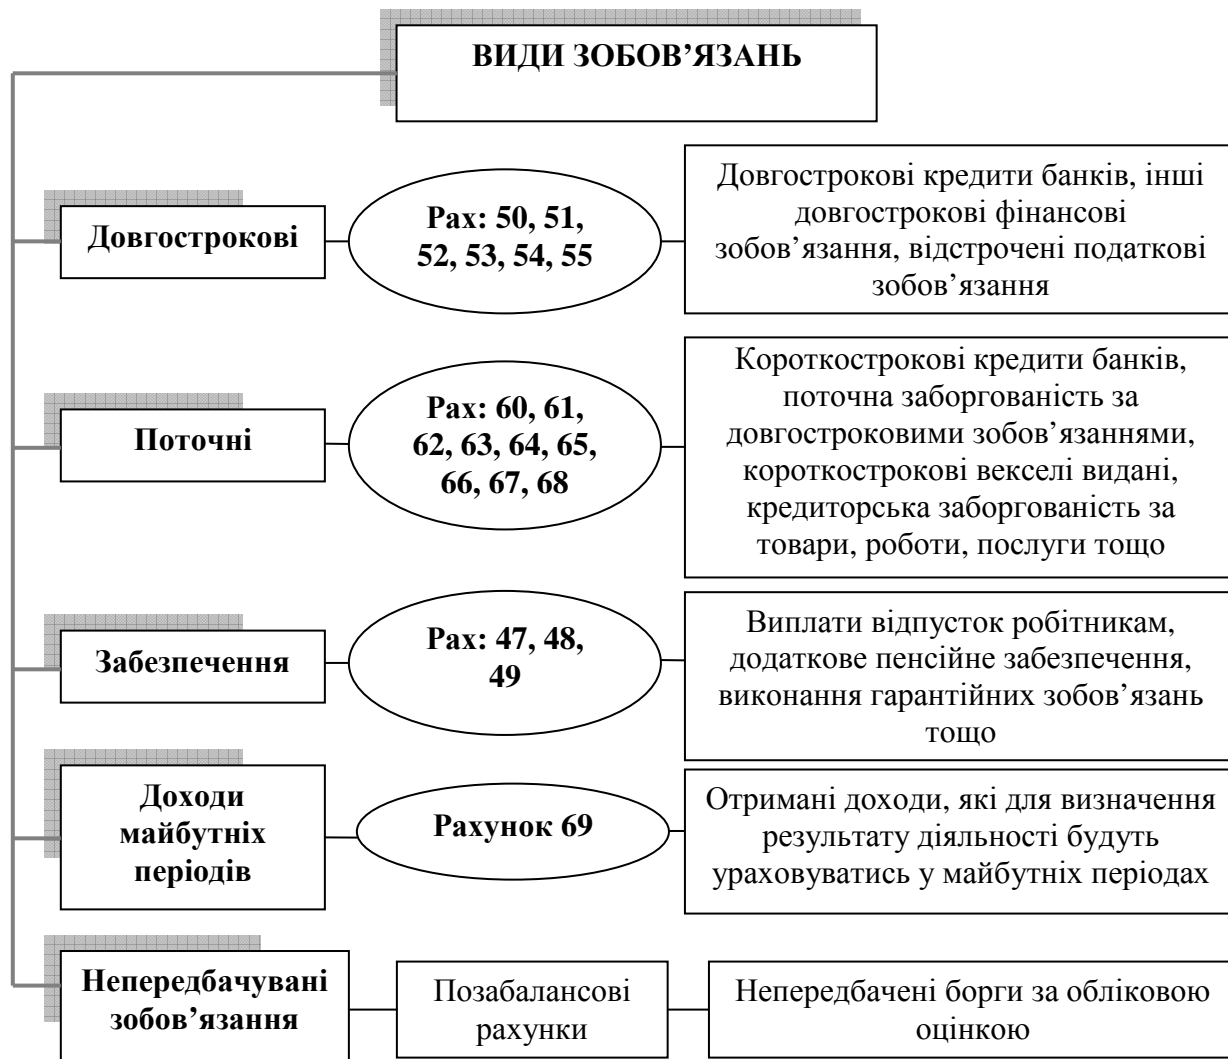 ВИДИ ЗОБОВ’ЯЗАНЬ
Довгострокові
Рах: 50, 51,
52, 53, 54, 55
Довгострокові кредити банків, інші
довгострокові фінансові
зобов’язання, відстрочені податкові
зобов’язання
Поточні
Рах: 60, 61,
62, 63, 64, 65,
66, 67, 68
Короткострокові кредити банків,
поточна заборгованість за
довгостроковими зобов’язаннями,
короткострокові векселі видані,
кредиторська заборгованість за
товари, роботи, послуги тощо
Забезпечення
Рах: 47, 48,
49
Виплати відпусток робітникам,
додаткове пенсійне забезпечення,
виконання гарантійних зобов’язань
тощо
Доходи
майбутніх
періодів
Рахунок 69
Отримані доходи, які для визначення
результату діяльності будуть
ураховуватись у майбутніх періодах
Непередбачувані
зобов’язання
Позабалансові
рахунки
Непередбачені борги за обліковою
оцінкою